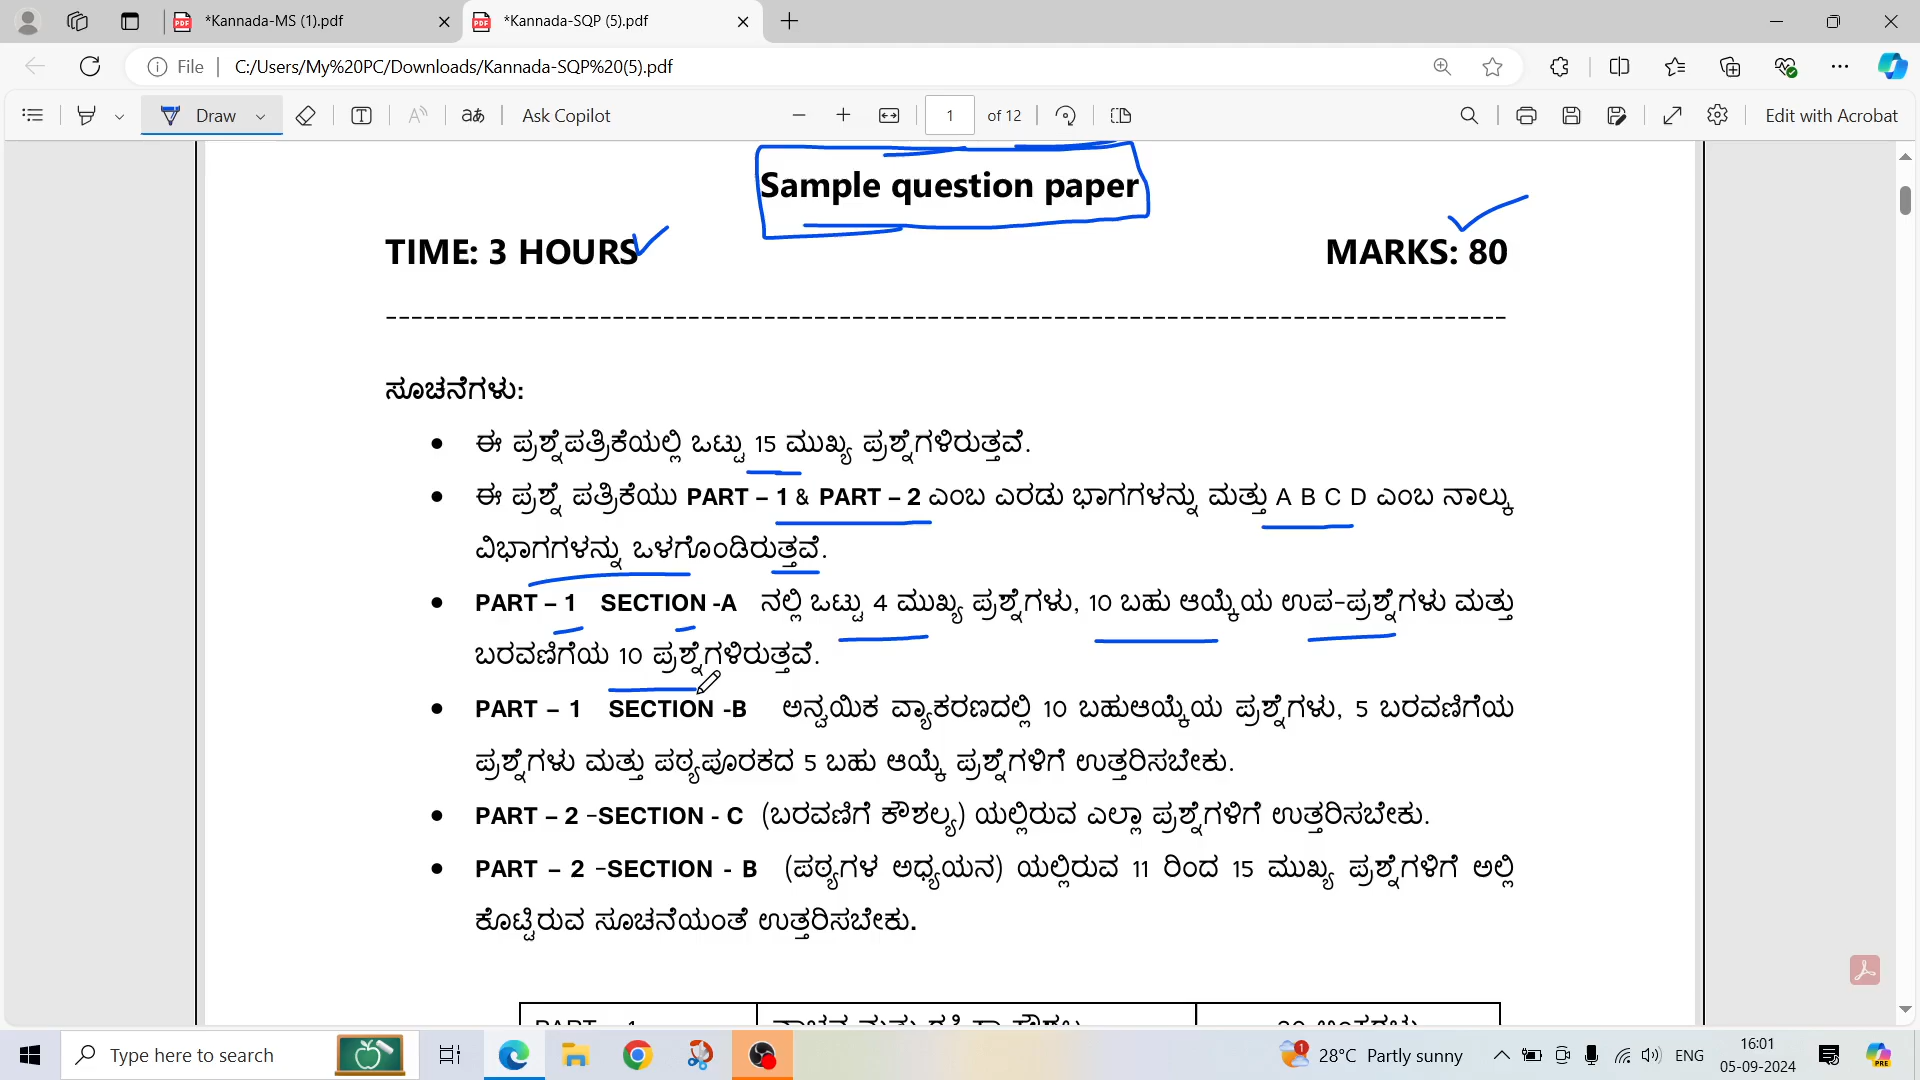 *Kannada-MS (1).pdf
*Kannada-SQP (5).pdf
File
C:/Users/My%20PC/Downloads/Kannada-SQP%20(5).pdf
Draw
Ask Copilot
1 of 12
Edit with Acrobat
Sample question paper
TIME: 3 HOURS MARKS: 80
ಸೂಚನೆಗಳು:
• ಈ ಪ್ರಶ್ನೆಪತ್ರಿಕೆಯಲ್ಲಿ ಒಟ್ಟು 15 ಮುಖ್ಯ ಪ್ರಶ್ನೆಗಳಿರುತ್ತವೆ.
• ಈ ಪ್ರಶ್ನೆ ಪತ್ರಿಕೆಯು PART – 1 & PART – 2 ಎಂಬ ಎರಡು ಭಾಗಗಳನ್ನು ಮತ್ತು A B C D ಎಂಬ ನಾಲ್ಕು
ವಿಭಾಗಗಳನ್ನು ಒಳಗೊಂಡಿರುತ್ತವೆ.
• PART – 1 SECTION -A ನಲ್ಲಿ ಒಟ್ಟು 4 ಮುಖ್ಯ ಪ್ರಶ್ನೆಗಳು, 10 ಬಹು ಆಯ್ಕೆಯ ಉಪ-ಪ್ರಶ್ನೆಗಳು ಮತ್ತು
ಬರವಣಿಗೆಯ 10 ಪ್ರಶ್ನೆಗಳಿರುತ್ತವೆ.
• PART – 1 SECTION -B ಅನ್ವಯಿಕ ವ್ಯಾಕರಣದಲ್ಲಿ 10 ಬಹುಆಯ್ಕೆಯ ಪ್ರಶ್ನೆಗಳು, 5 ಬರವಣಿಗೆಯ
ಪ್ರಶ್ನೆಗಳು ಮತ್ತು ಪಠ್ಯಪೂರಕದ 5 ಬಹು ಆಯ್ಕೆ ಪ್ರಶ್ನೆಗಳಿಗೆ ಉತ್ತರಿಸಬೇಕು.
• PART – 2 –SECTION - C (ಬರವಣಿಗೆ ಕೌಶಲ್ಯ) ಯಲ್ಲಿರುವ ಎಲ್ಲಾ ಪ್ರಶ್ನೆಗಳಿಗೆ ಉತ್ತರಿಸಬೇಕು.
• PART – 2 –SECTION - B (ಪಠ್ಯಗಳ ಅಧ್ಯಯನ) ಯಲ್ಲಿರುವ 11 ರಿಂದ 15 ಮುಖ್ಯ ಪ್ರಶ್ನೆಗಳಿಗೆ ಅಲ್ಲಿ
ಕೊಟ್ಟಿರುವ ಸೂಚನೆಯಂತೆ ಉತ್ತರಿಸಬೇಕು.
Type here to search
28°C Partly sunny
ENG
16:01
05-09-2024